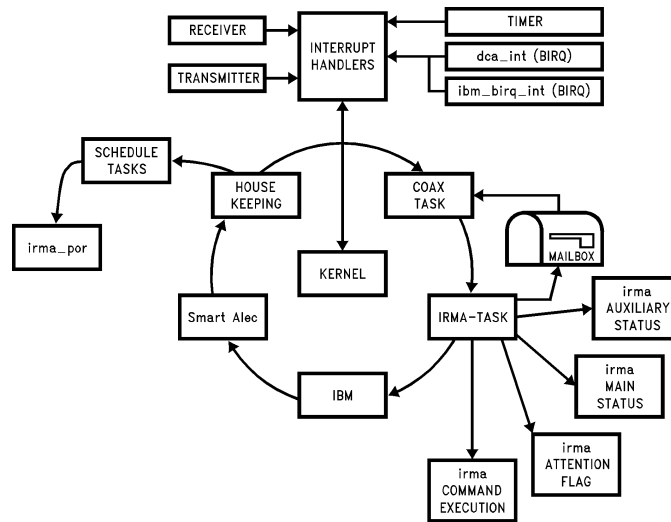 RECEIVER
TRANSMITTER
INTERRUPT
HANDLERS
TIMER
dca_int (BIRQ)
ibm_birq_int (BIRQ)
SCHEDULE
TASKS
irma_por
HOUSE
KEEPING
COAX
TASK
MAILBOX
KERNEL
Smart Alec
IRMA-TASK
irma
AUXILIARY
STATUS
IBM
irma
MAIN
STATUS
irma
ATTENTION
FLAG
irma
COMMAND
EXECUTION